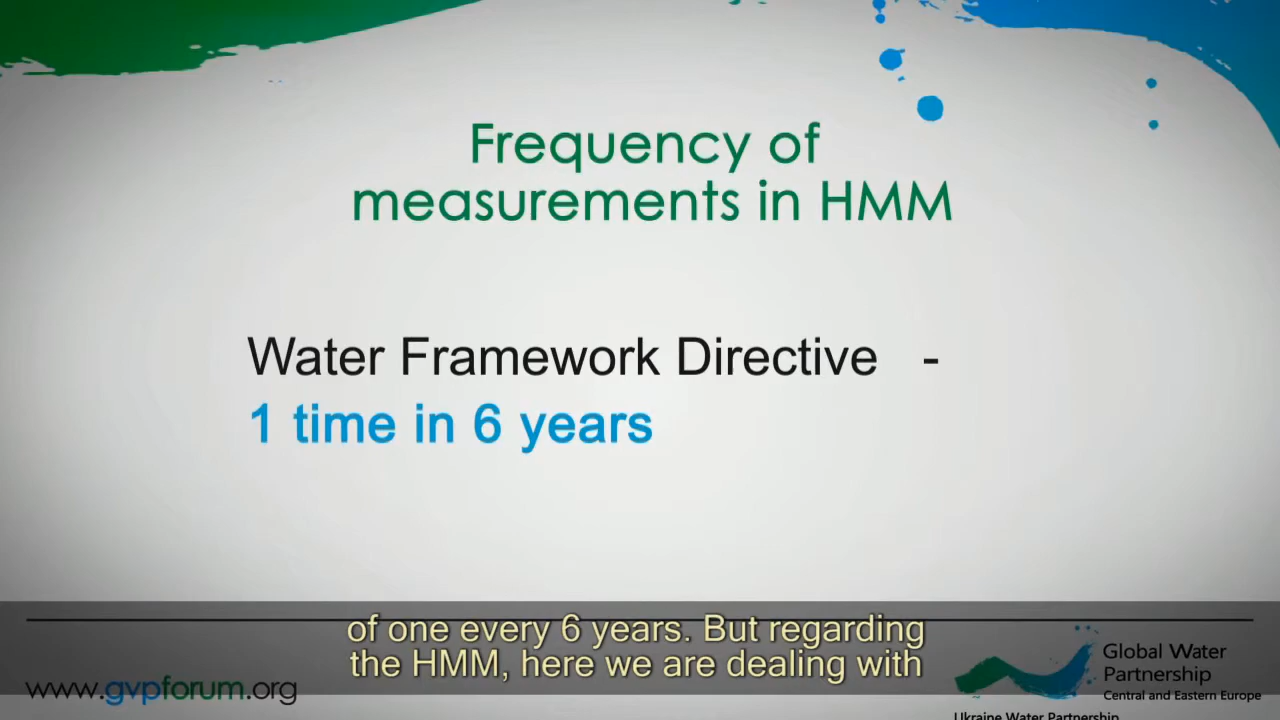 Frequency of
measurements in HMM
Water Framework Directive -
1 time in 6 years
of one every 6 years. But regarding
the HMM, here we are dealing with
www.gvpforum.org
Global Water
Partnership
Central and Eastern Europe
Ukraine Water Partnership